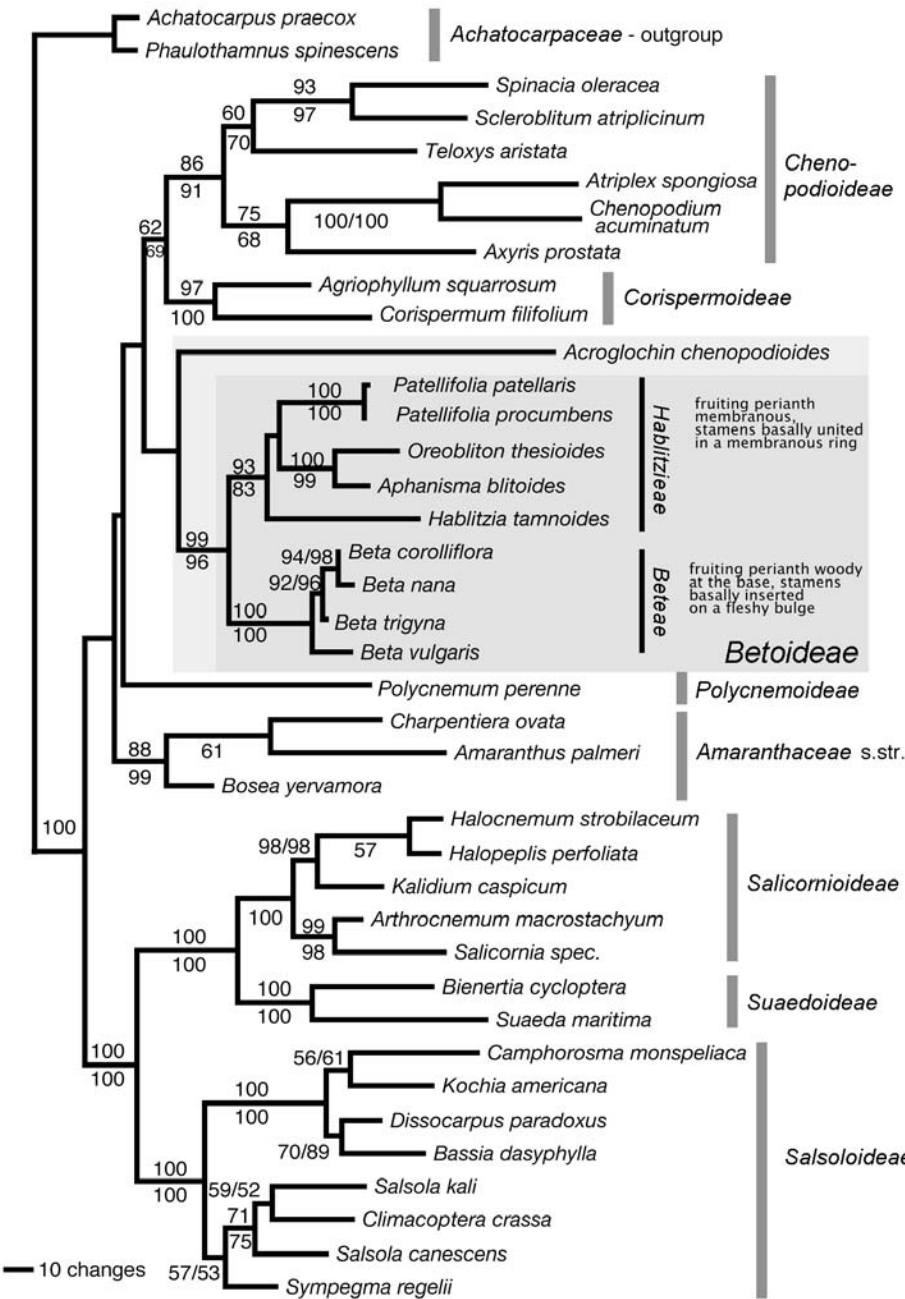 Achatocarpus praecox
Phaulothamnus spinescens
Achatocarpaceae - outgroup
93
Spinacia oleracea
60
97
Scleroblitum atriplicinum
70
Teloxys aristata
86
91
Cheno-
podioideae
Atriplex spongiosa
75
100/100
Chenopodium
acuminatum
68
62
69
Axyris prostata
97
Agriophyllum squarrosum
100
Corispermum filifolium
Corispermoideae
Acroglochin chenopodioides
100
Patellifolia patellaris
100
Patellifolia procumbens
Hablitzieae
fruiting perianth
membranous,
stamens basally united
in a membranous ring
93
100
Oreobliton thesioides
83
99
Aphanisma blitoides
Hablitzia tamnoides
99
96
94/98
Beta corolliflora
92/96
Beta nana
100
Beta trigyna
100
Beta vulgaris
Beteae
fruiting perianth woody
at the base, stamens
basally inserted
on a fleshy bulge
Betoideae
Polycnemum perenne
Polycnemoideae
Charpentiera ovata
88
61
Amaranthus palmeri
99
Bosea yervamora
Amaranthaceae s.str.
100
Halocnemum strobilaceum
98/98
57
Halopeplis perfoliata
Kalidium caspicum
100
99
Arthrocnemum macrostachyum
98
Salicornia spec.
Salicornioideae
100
100
100
Bienertia cycloptera
100
Suaeda maritima
Suaedoideae
100
100
56/61
Camphorosma monspeliaca
100
Kochia americana
100
Dissocarpus paradoxus
70/89
Bassia dasyphylla
Salsoloideae
100
100
59/52
Salsola kali
71
Climacoptera crassa
75
Salsola canescens
57/53
Sympegma regelii
10 changes